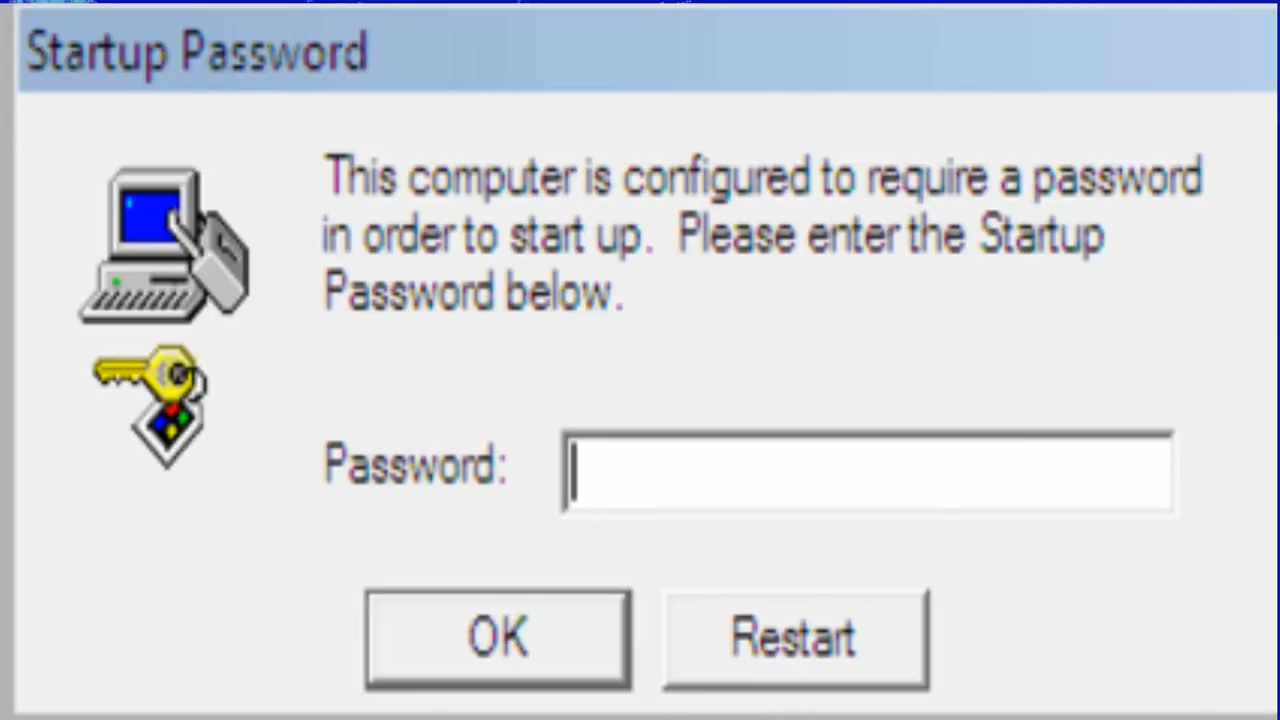 Startup Password
This computer is configured to require a password
in order to start up.  Please enter the Startup
Password below.
Password:
OK
Restart